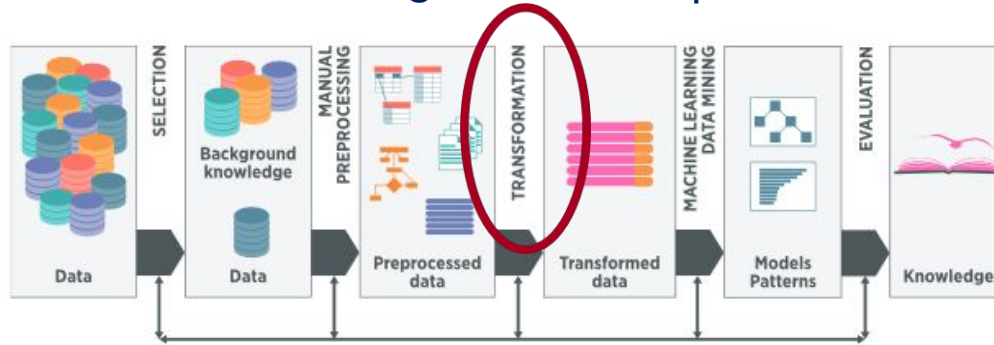 SELECTION
MANUAL
PREPROCESSING
TRANSFORMATION
MACHINE LEARNING
DATA MINING
EVALUATION
Background
knowledge
Data
Data
Preprocessed
data
Transformed
data
Models
Patterns
Knowledge